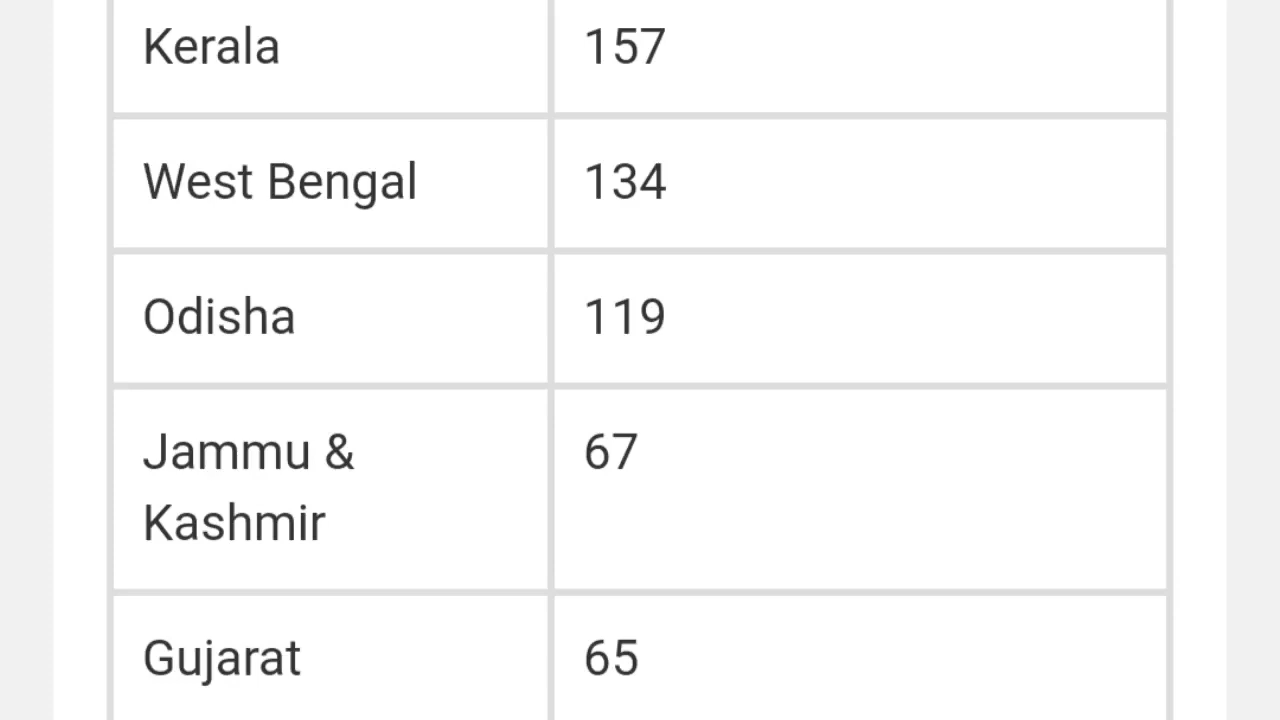 Kerala 157
West Bengal 134
Odisha 119
Jammu & 67
Kashmir
Gujarat 65